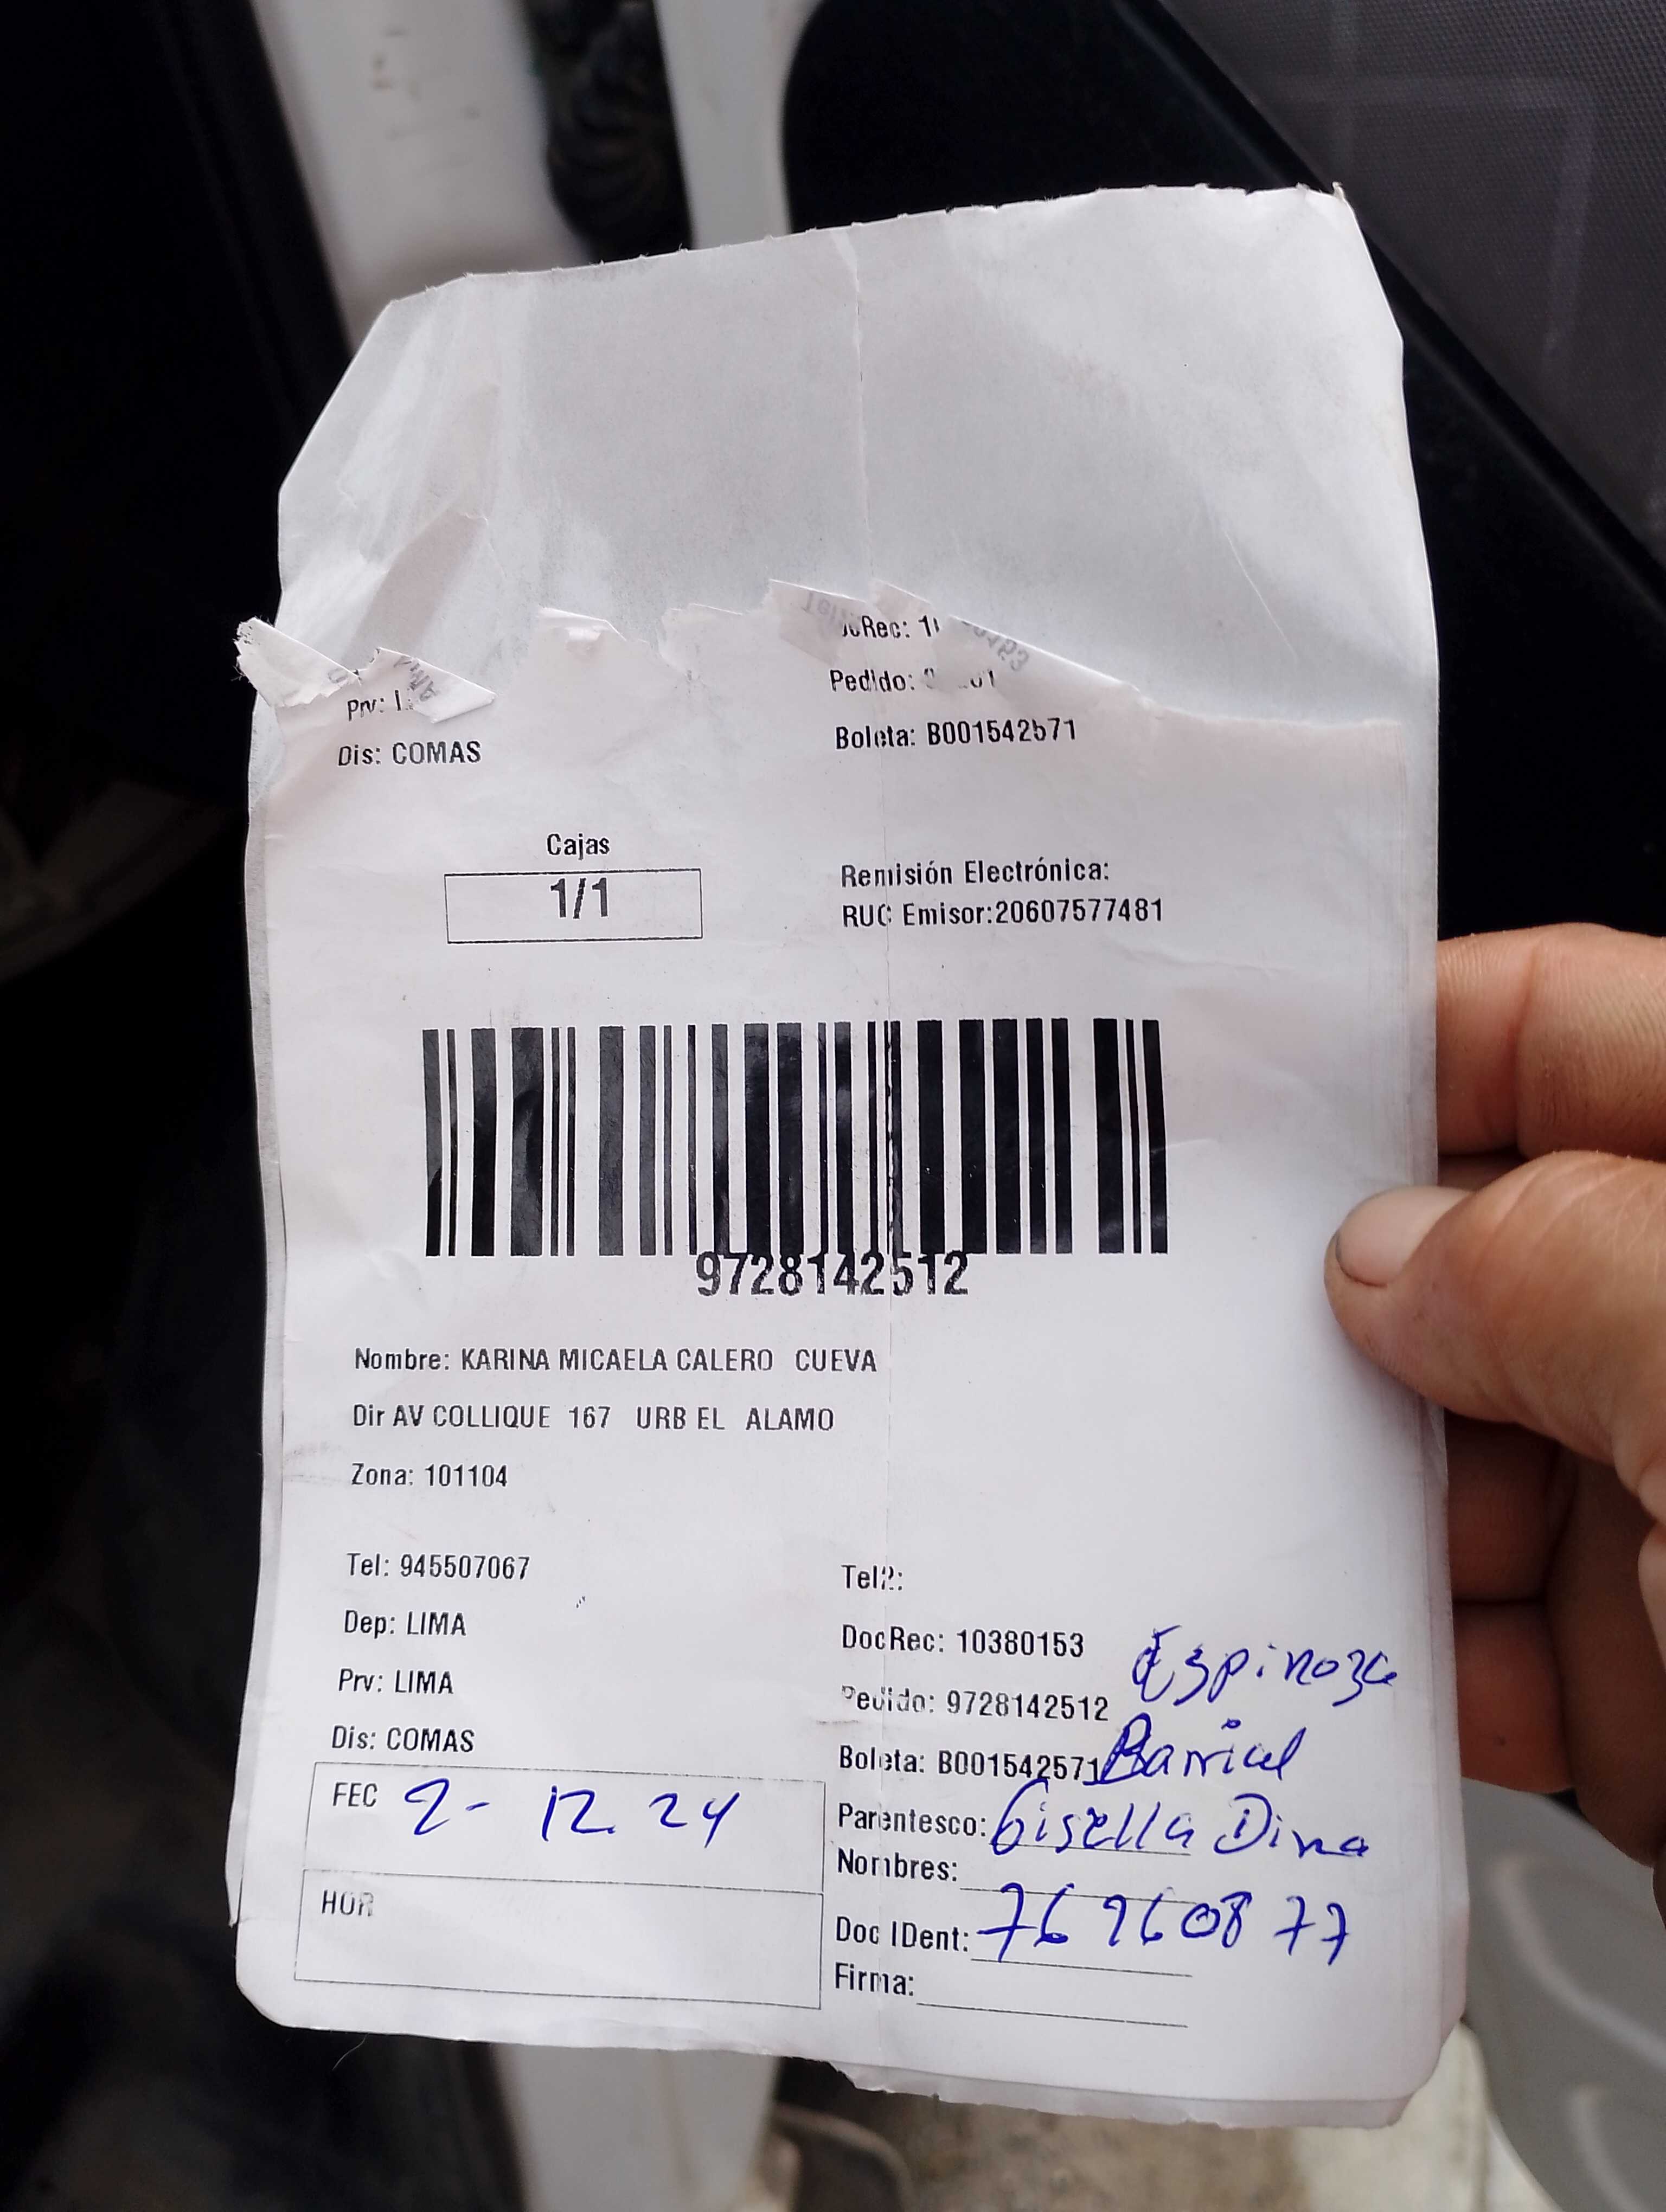 Prv:
Dis: COMAS
Pedido:
Boleta: B001542571
Cajas
1/1
Remisión Electrónica:
RUC Emisor:20607577481
9728142512
Nombre: KARINA MICAELA CALERO CUEVA
Dir AV COLLIQUE 167 URB EL ALAMO
Zona: 101104
Tel: 945507067
Dep: LIMA
Prv: LIMA
Dis: COMAS
FEC 2- 12. 24
HOR
Tel2:
DocRec: 10380153
Espinoza
Pedido: 9728142512
Boleta: B001542571 Barrial
Parentesco: Gisella Dina
Nombres:
Doc IDent: 76960877
Firma: